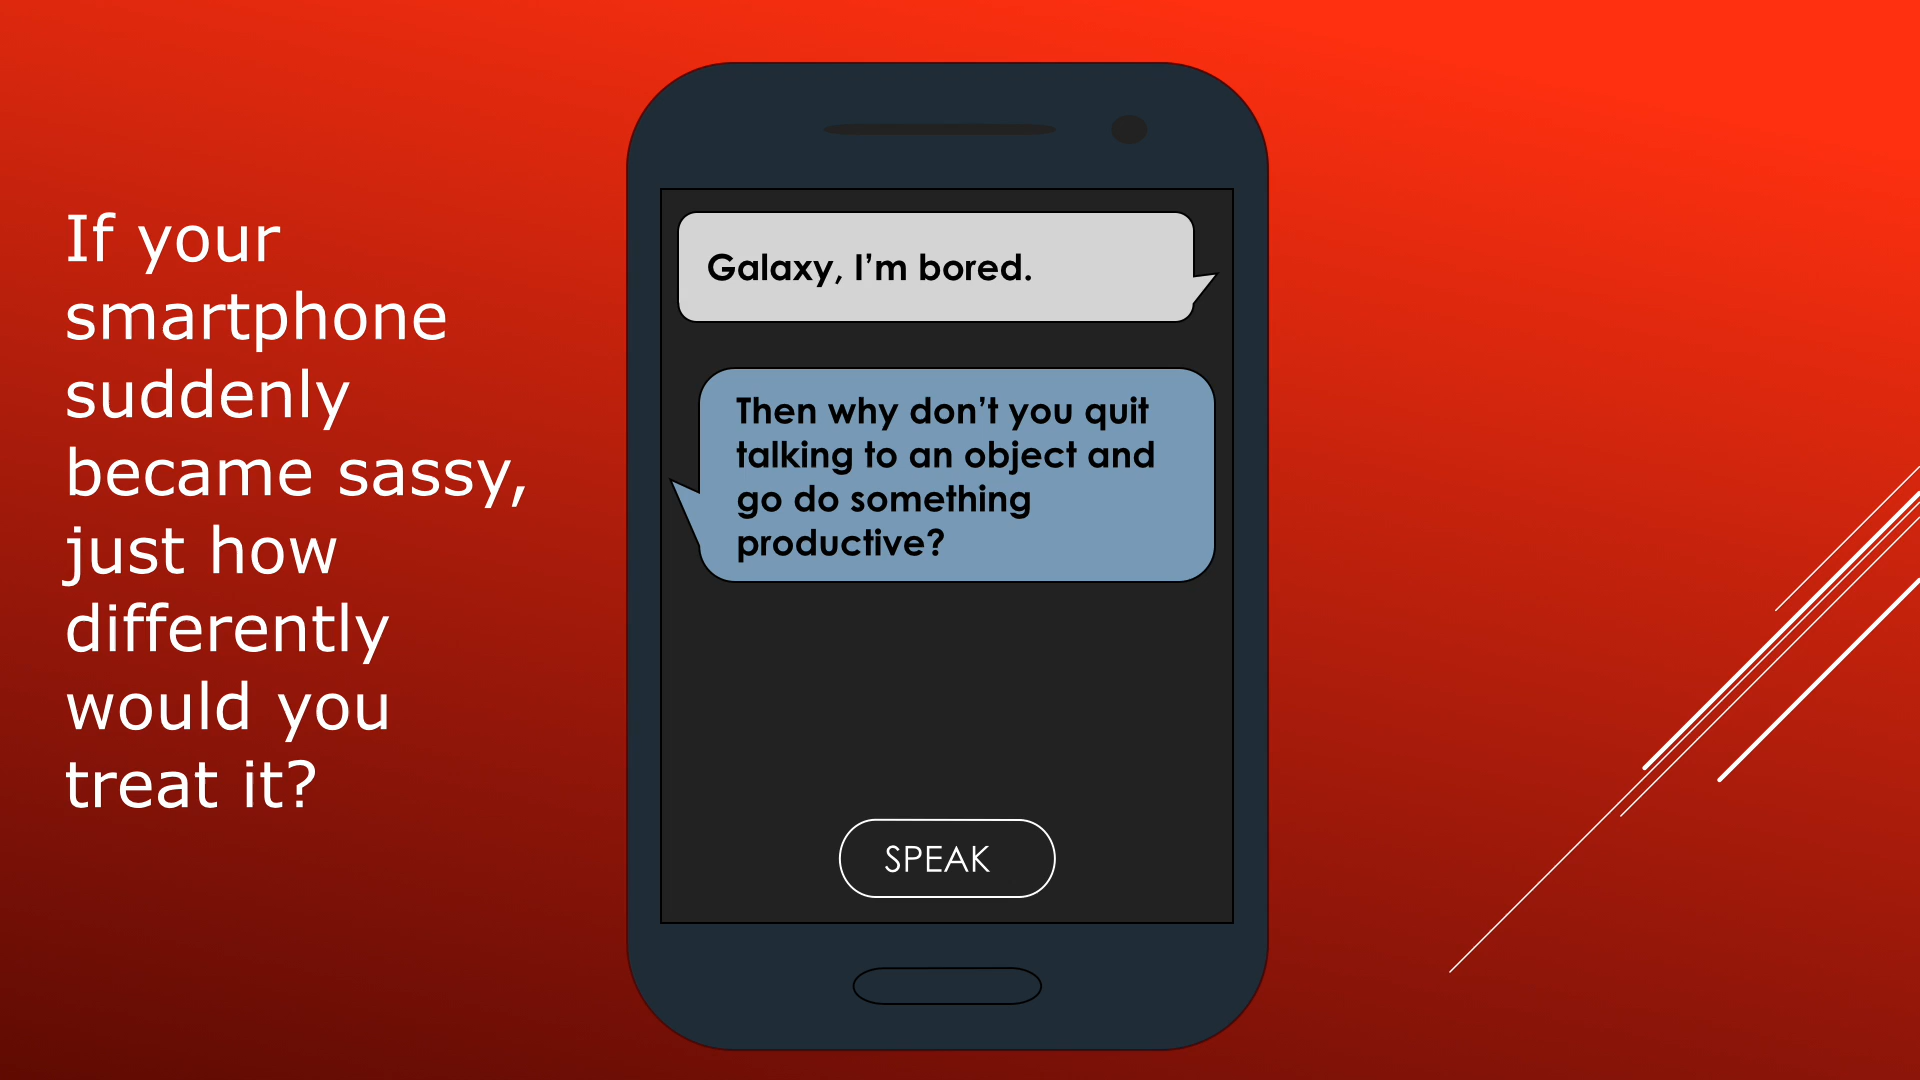 If your
smartphone
suddenly
became sassy,
just how
differently
would you
treat it?
Galaxy, I’m bored.
Then why don’t you quit
talking to an object and
go do something
productive?
SPEAK